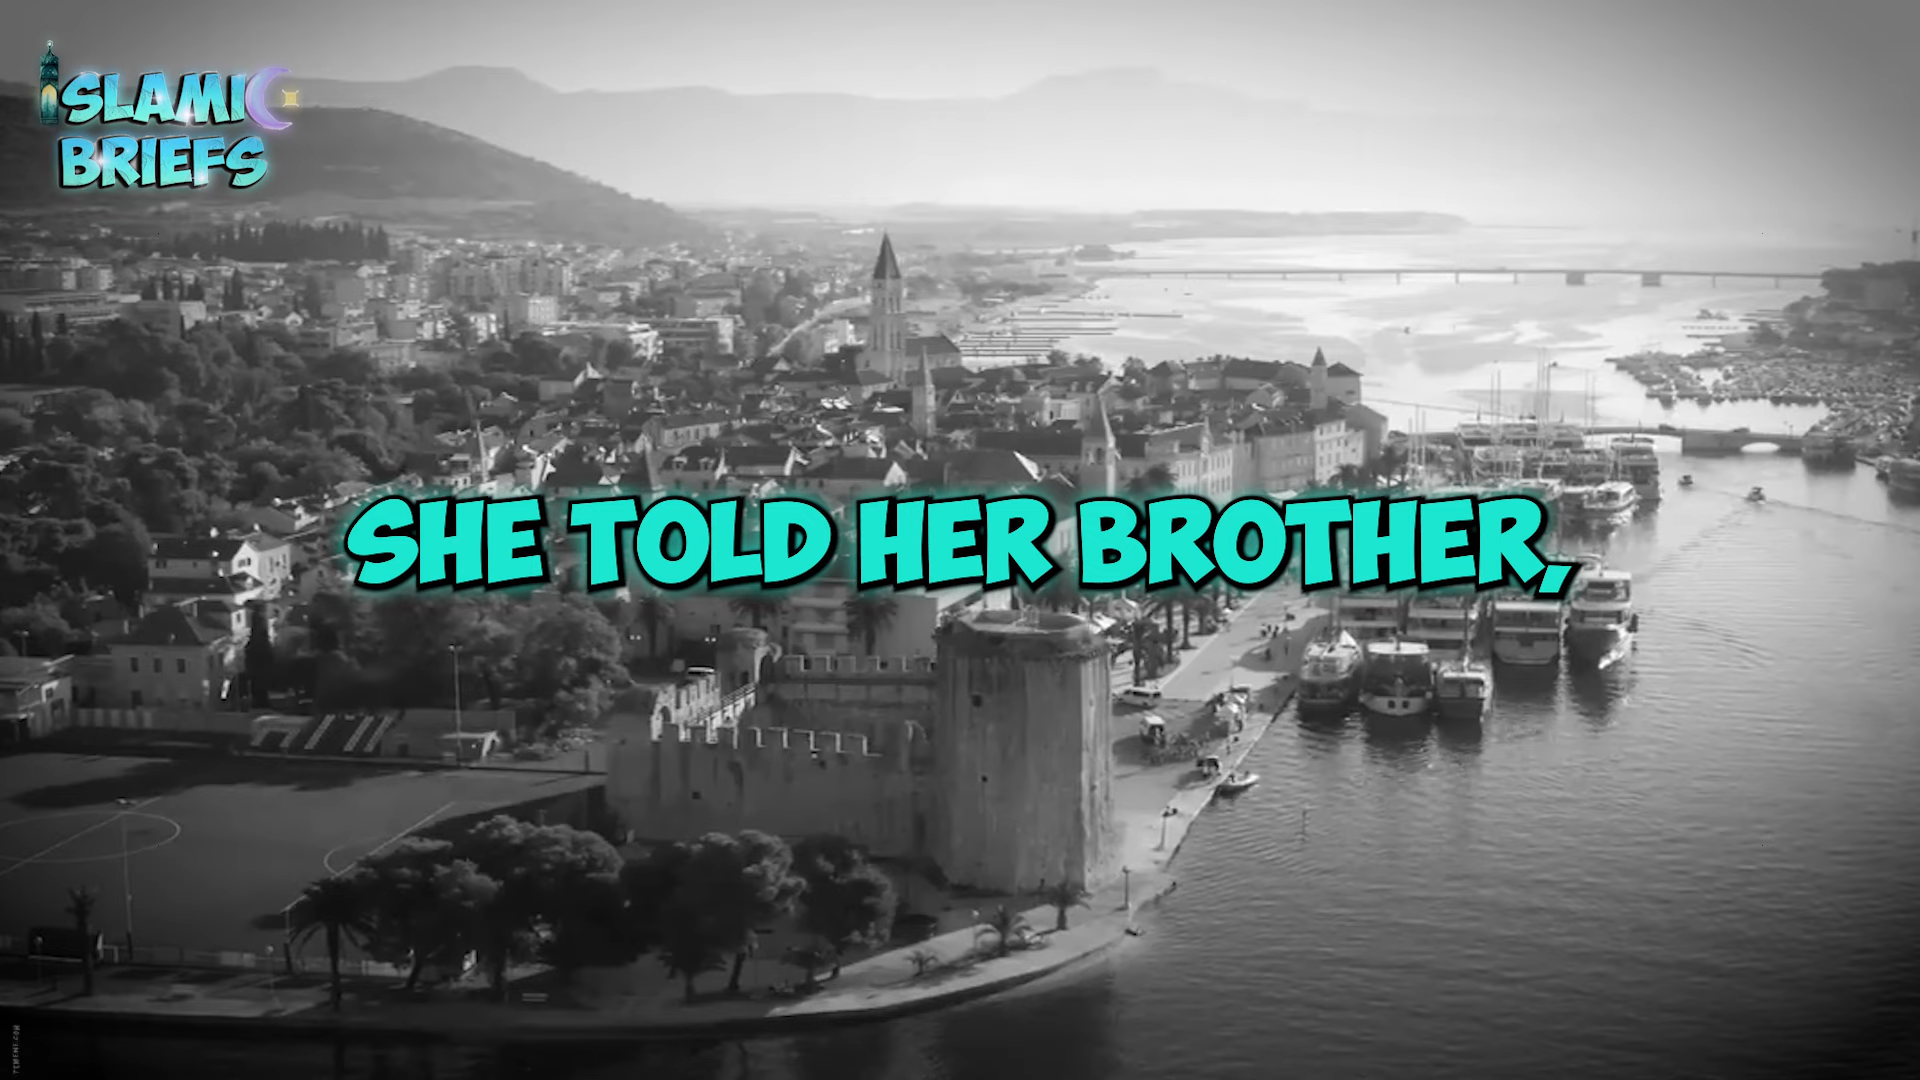 ISLAMIC
BRIEFS
SHE TOLD HER BROTHER,